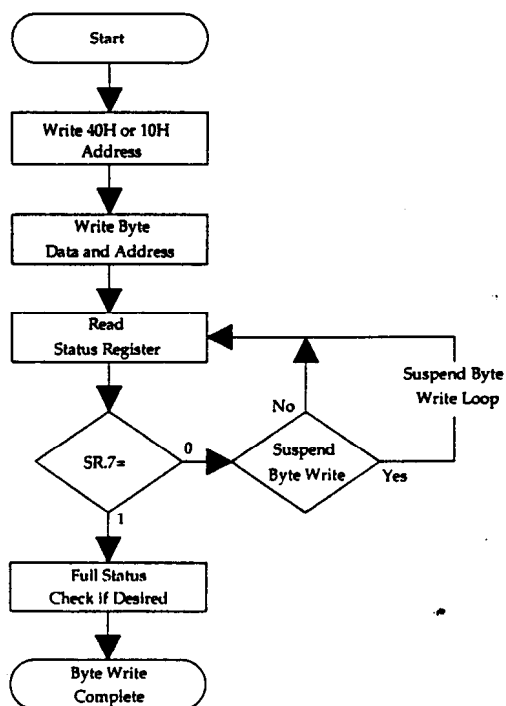 Start
Write 40H or 10H
Address
Write Byte
Data and Address
Read
Status Register
Suspend Byte
Write Loop
No
SR.7=
0
Suspend
Byte Write
Yes
1
Full Status
Check if Desired
Byte Write
Complete